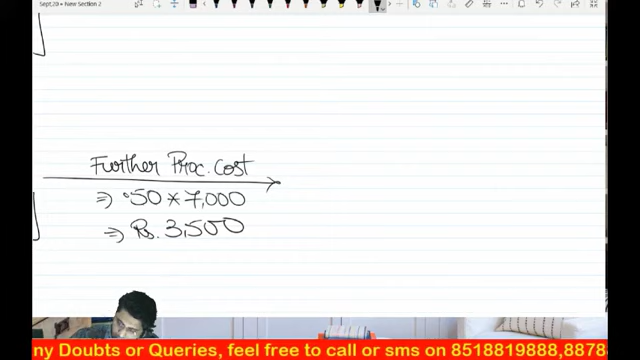 Sept.20 • New Section 2
Further Proc. Cost
⇒ .50 * 7,000
⇒ Rs. 3,500
ny Doubts or Queries, feel free to call or sms on 8518819888,8878